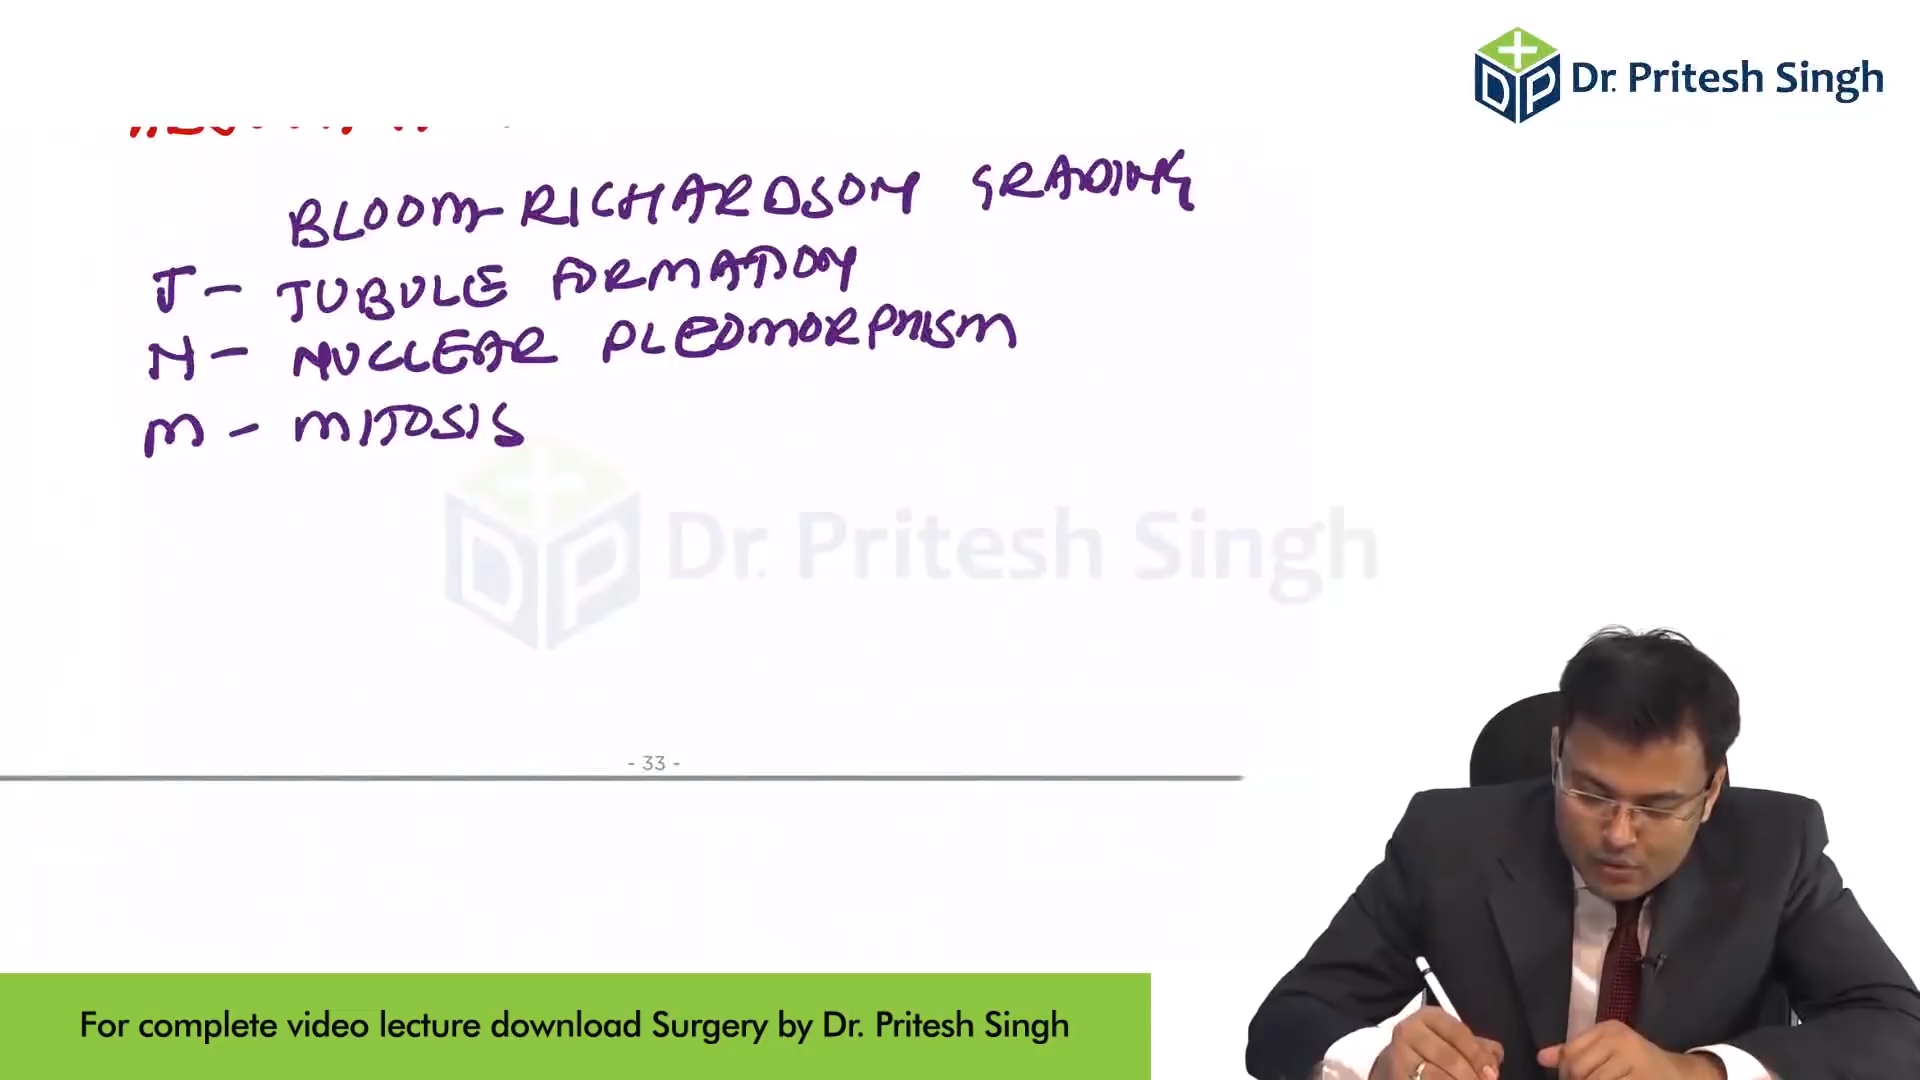 Dr. Pritesh Singh
BLOOM-RICHARDSON GRADING
T - TUBULE FORMATION
N - NUCLEAR PLEOMORPHISM
M - MITOSIS
DP Dr. Pritesh Singh
- 33 -
For complete video lecture download Surgery by Dr. Pritesh Singh